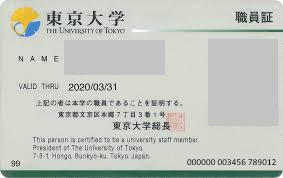 東京大学
THE UNIVERSITY OF TOKYO
職員証
NAME
VALID THRU 2020/03/31
上記の者は本学の職員であることを証明する。
東京都文京区本郷7丁目3番1号
東京大学総長
This person is certified to be a university staff member.
President of The University of Tokyo
7-3-1 Hongo, Bunkyo-ku, Tokyo, Japan.
99
000000 003456 789012